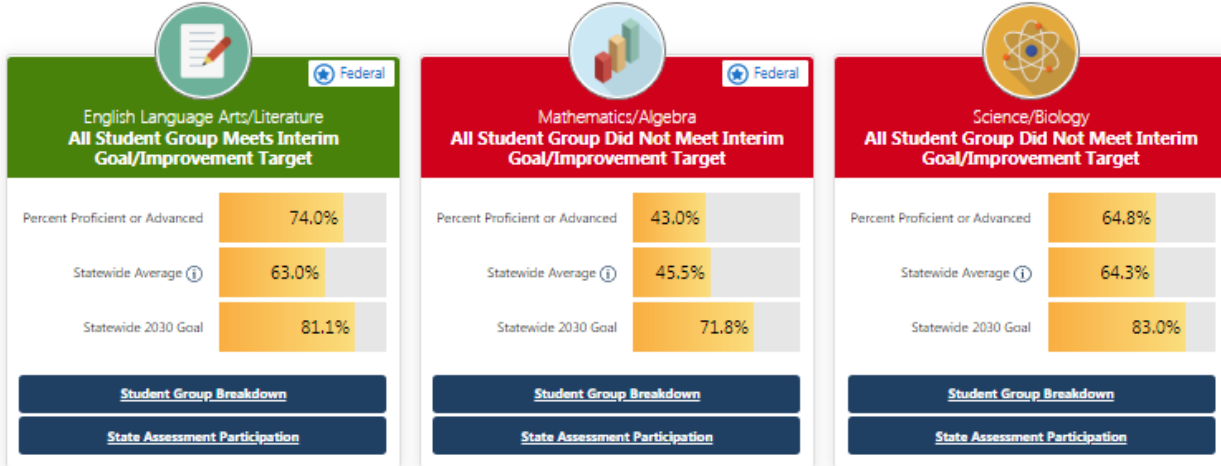 Federal
English Language Arts/Literature
All Student Group Meets Interim
Goal/Improvement Target
Percent Proficient or Advanced 74.0%
Statewide Average 63.0%
Statewide 2030 Goal 81.1%
Student Group Breakdown
State Assessment Participation
Federal
Mathematics/Algebra
All Student Group Did Not Meet Interim
Goal/Improvement Target
Percent Proficient or Advanced 43.0%
Statewide Average 45.5%
Statewide 2030 Goal 71.8%
Student Group Breakdown
State Assessment Participation
Science/Biology
All Student Group Did Not Meet Interim
Goal/Improvement Target
Percent Proficient or Advanced 64.8%
Statewide Average 64.3%
Statewide 2030 Goal 83.0%
Student Group Breakdown
State Assessment Participation